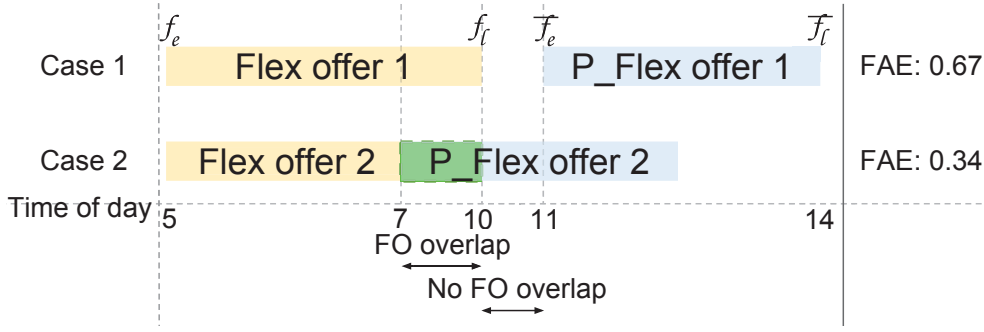 f_e f_l \overline{f_e} \overline{f_l}
Case 1 Flex offer 1 P_Flex offer 1 FAE: 0.67
Case 2 Flex offer 2 P_Flex offer 2 FAE: 0.34
Time of day 5 7 10 11 14
FO overlap
No FO overlap